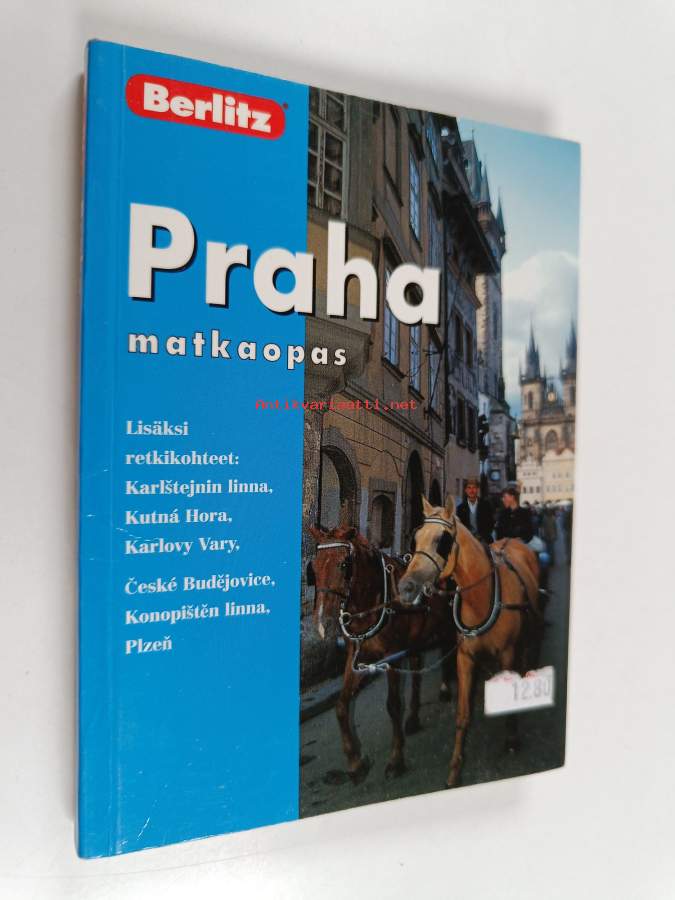 Berlitz
Praha
matkaopas
Antikvariaatti.net
Lisäksi
retkikohteet:
Karlštejnin linna,
Kutná Hora,
Karlovy Vary,
České Budějovice,
Konopištěn linna,
Plzeň
12.80